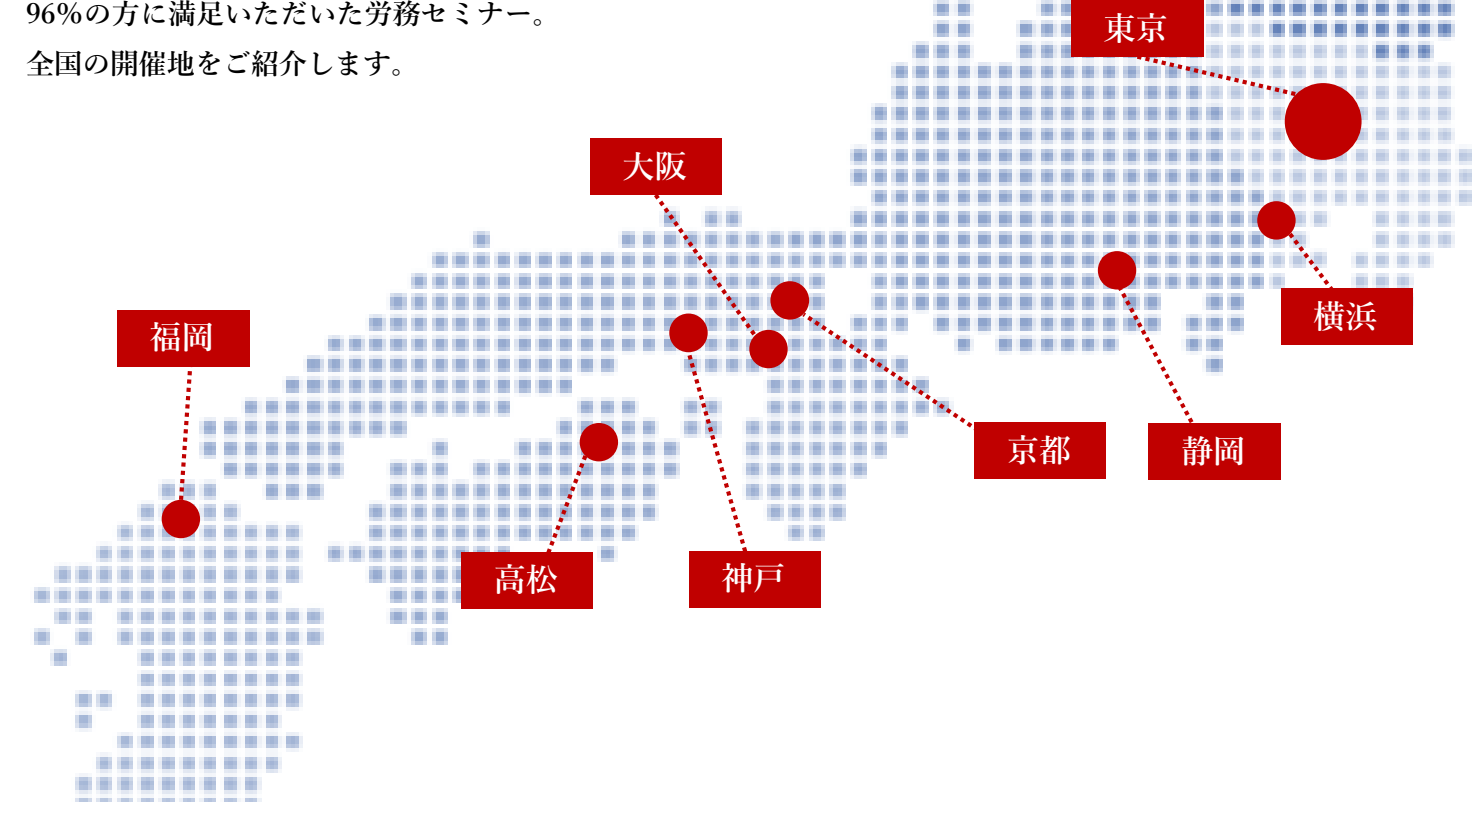 96%の方に満足いただいた労務セミナー。
全国の開催地をご紹介します。
東京
大阪
横浜
福岡
京都
静岡
高松
神戸